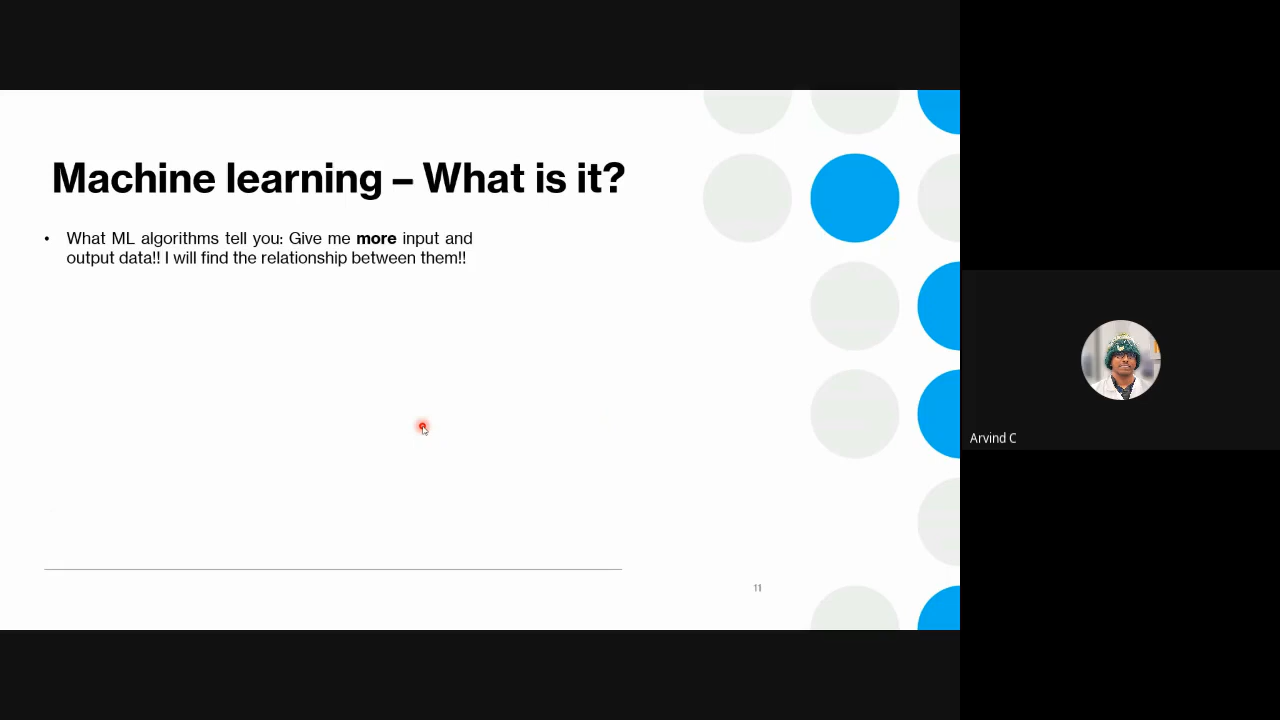 Machine learning – What is it?
• What ML algorithms tell you: Give me more input and
output data!! I will find the relationship between them!!
11
Arvind C